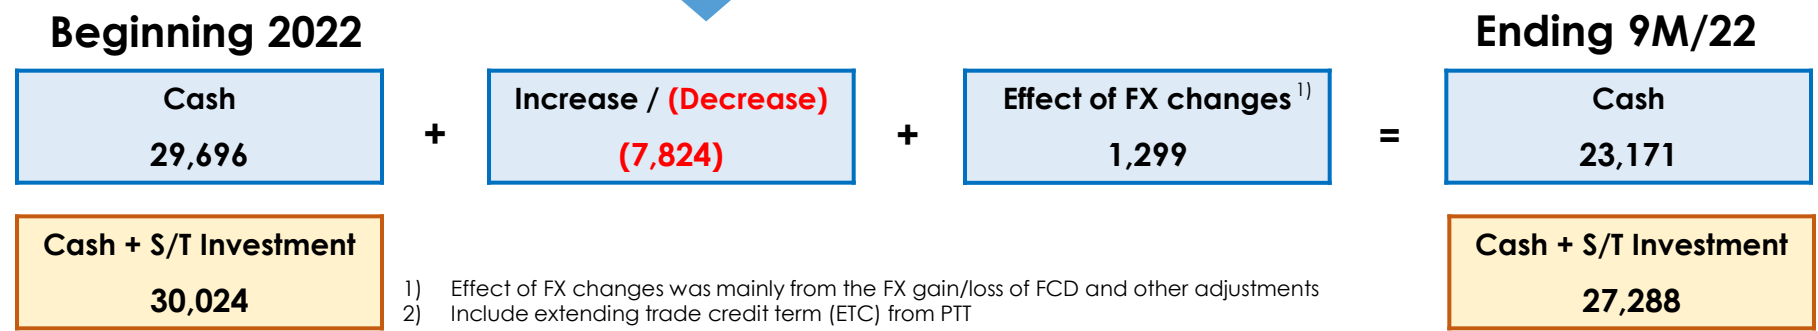 Beginning 2022
Ending 9M/22
Cash
29,696
+
Increase / (Decrease)
(7,824)
+
Effect of FX changes 1)
1,299
=
Cash
23,171
Cash + S/T Investment
30,024
1) Effect of FX changes was mainly from the FX gain/loss of FCD and other adjustments
2) Include extending trade credit term (ETC) from PTT
Cash + S/T Investment
27,288